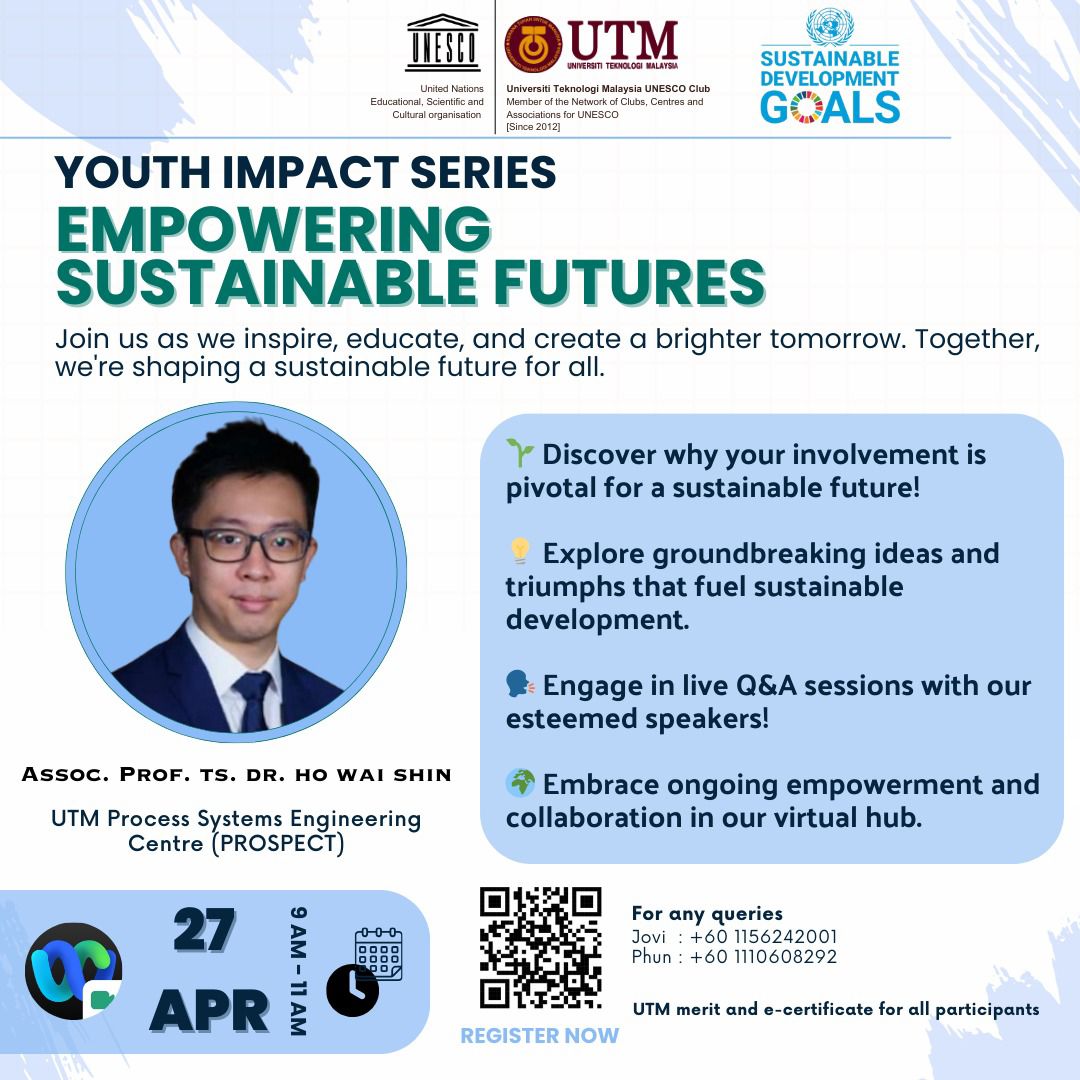 UNESCO
United Nations
Educational, Scientific and
Cultural organisation
UTM
UNIVERSITI TEKNOLOGI MALAYSIA
Universiti Teknologi Malaysia UNESCO Club
Member of the Network of Clubs, Centres and
Associations for UNESCO
[Since 2012]
SUSTAINABLE
DEVELOPMENT
GOALS
YOUTH IMPACT SERIES
EMPOWERING
SUSTAINABLE FUTURES
Join us as we inspire, educate, and create a brighter tomorrow. Together,
we're shaping a sustainable future for all.
Assoc. Prof. ts. dr. ho wai shin
UTM Process Systems Engineering
Centre (PROSPECT)
Discover why your involvement is
pivotal for a sustainable future!
Explore groundbreaking ideas and
triumphs that fuel sustainable
development.
Engage in live Q&A sessions with our
esteemed speakers!
Embrace ongoing empowerment and
collaboration in our virtual hub.
27
APR
9 AM – 11 AM
REGISTER NOW
For any queries
Jovi : +60 1156242001
Phun : +60 1110608292
UTM merit and e-certificate for all participants